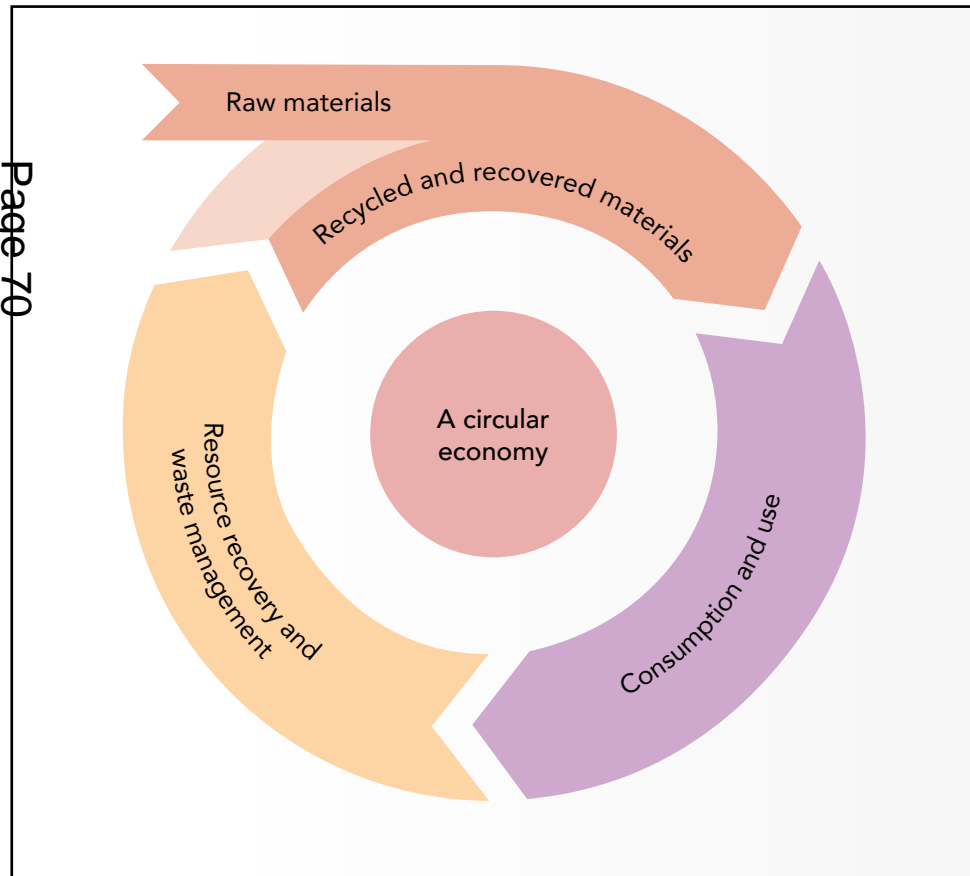 Raw materials
Recycled and recovered materials
A circular
economy
Consumption and use
Resource recovery and
waste management
Page 70